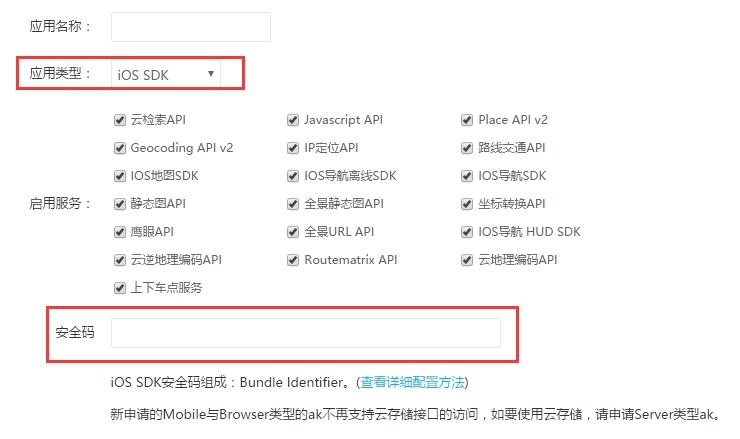 应用名称：
应用类型： iOS SDK
云检索API Javascript API Place API v2
Geocoding API v2 IP定位API 路线交通API
IOS地图SDK IOS导航离线SDK IOS导航SDK
启用服务： 静态图API 全景静态图API 坐标转换API
鹰眼API 全景URL API IOS导航 HUD SDK
云逆地理编码API Routematrix API 云地理编码API
上下车点服务
安全码
iOS SDK安全码组成：Bundle Identifier。(查看详细配置方法)
新申请的Mobile与Browser类型的ak不再支持云存储接口的访问，如要使用云存储，请申请Server类型ak。